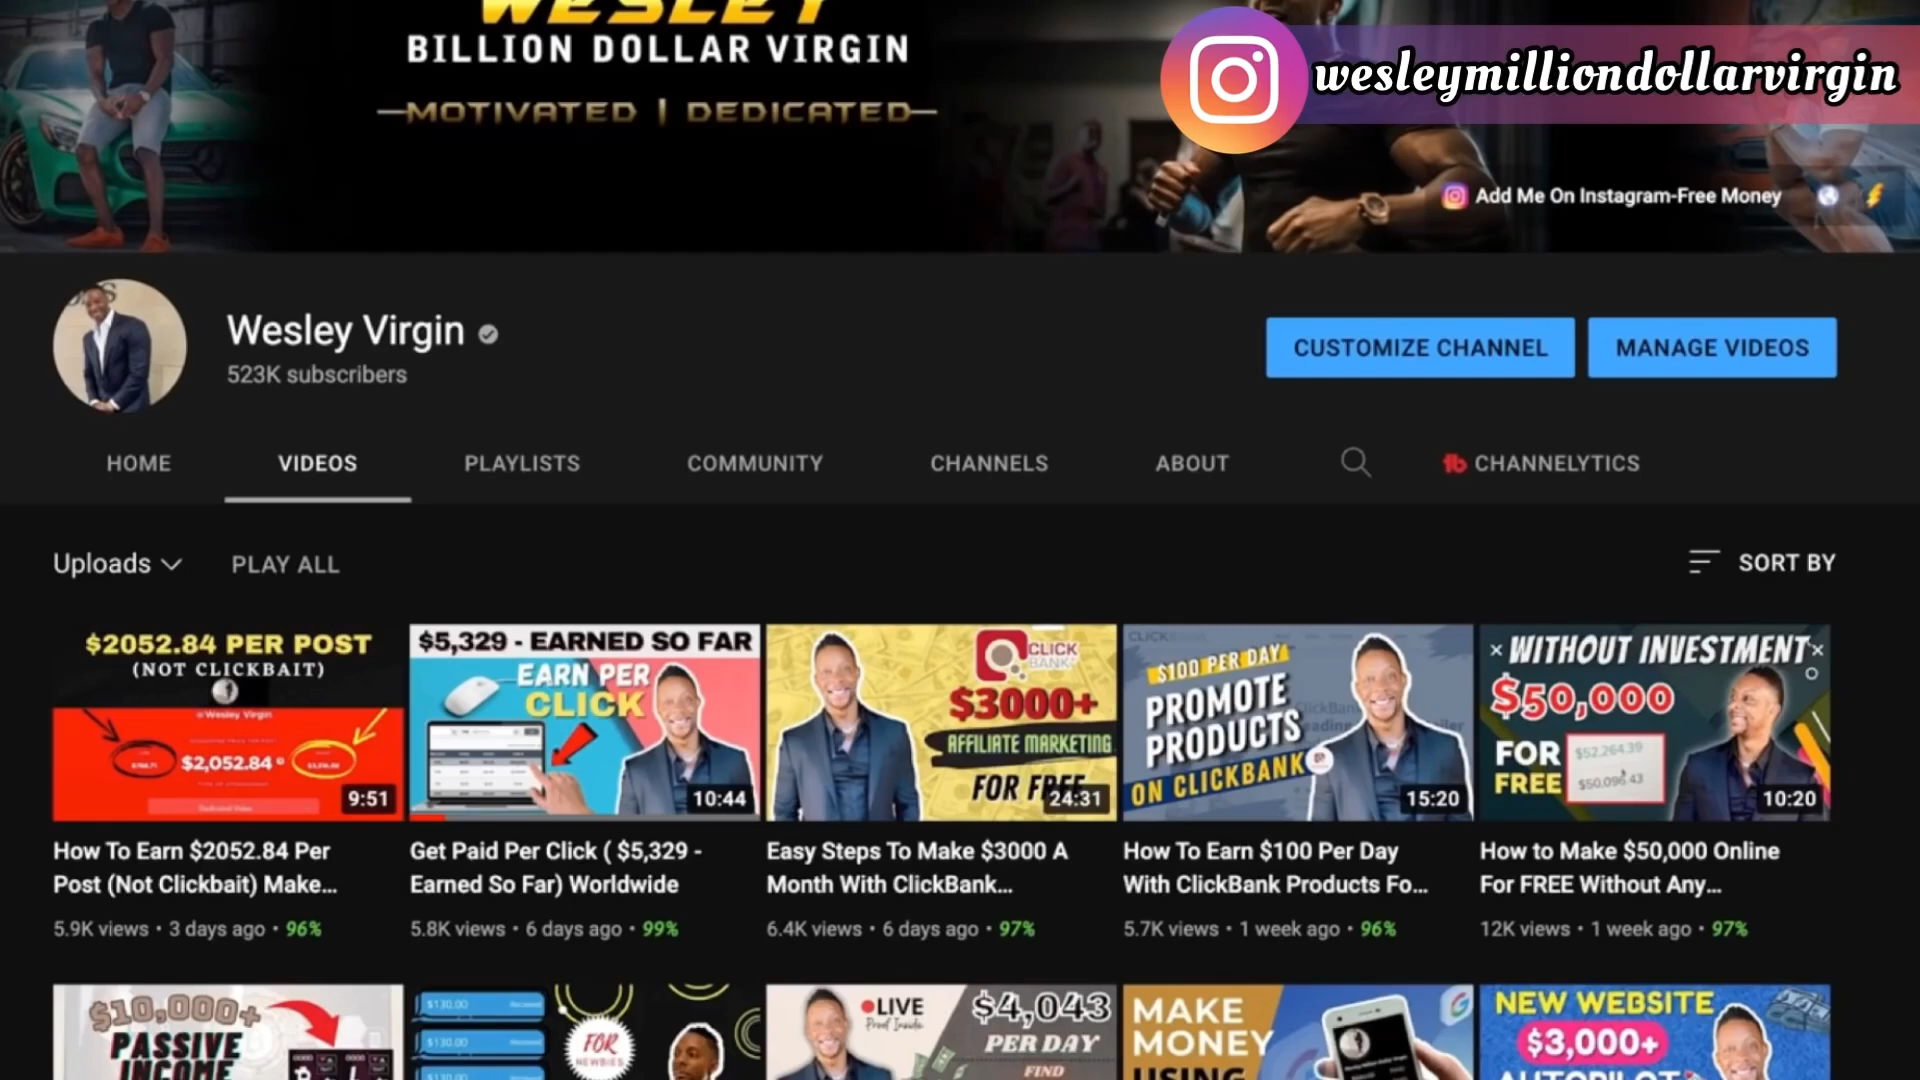 WESLEY
BILLION DOLLAR VIRGIN
MOTIVATED | DEDICATED
wesleymilliondollarvirgin
Add Me On Instagram-Free Money
Wesley Virgin
523K subscribers
CUSTOMIZE CHANNEL
MANAGE VIDEOS
HOME
VIDEOS
PLAYLISTS
COMMUNITY
CHANNELS
ABOUT
CHANNELYTICS
Uploads
PLAY ALL
SORT BY
$2052.84 PER POST
(NOT CLICKBAIT)
Wesley Virgin
$2,052.84
9:51
$5,329 - EARNED SO FAR
EARN PER
CLICK
10:44
CLICK
BANK
$3000+
AFFILIATE MARKETING
FOR FREE
24:31
$100 PER DAY
PROMOTE
PRODUCTS
ON CLICKBANK
15:20
WITHOUT INVESTMENT
$50,000
FOR
FREE
$52,264.39
$50,096.43
10:20
How To Earn $2052.84 Per
Post (Not Clickbait) Make...
5.9K views • 3 days ago • 96%
Get Paid Per Click ( $5,329 -
Earned So Far) Worldwide
5.8K views • 6 days ago • 99%
Easy Steps To Make $3000 A
Month With ClickBank...
6.4K views • 6 days ago • 97%
How To Earn $100 Per Day
With ClickBank Products Fo...
5.7K views • 1 week ago • 96%
How to Make $50,000 Online
For FREE Without Any...
12K views • 1 week ago • 97%
$10,000+
PASSIVE
INCOME
$130.00
$130.00
$130.00
FOR
NEWBIES
LIVE
Proof Inside
$4,043
PER DAY
FIND
MAKE
MONEY
USING
NEW WEBSITE
$3,000+
AUTOPILOT